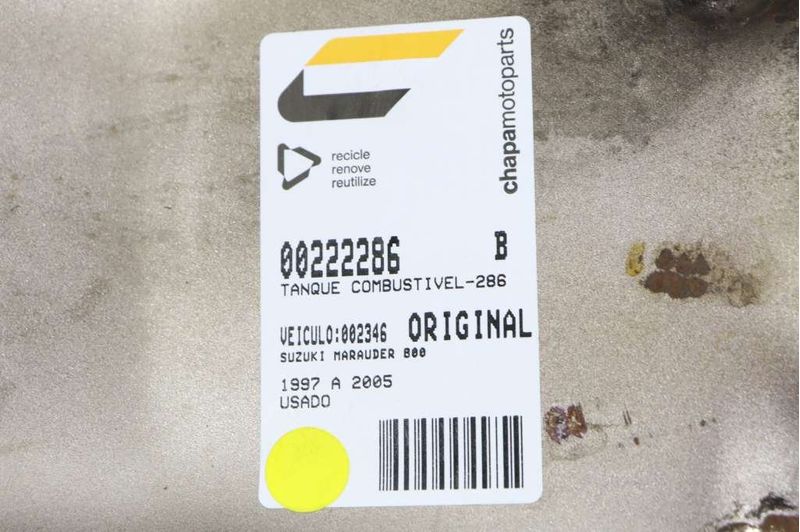 chapamotoparts
recicle
renove
reutilize
00222286 B
TANQUE COMBUSTIVEL-286
VEICULO:002346 ORIGINAL
SUZUKI MARAUDER 800
1997 A 2005
USADO